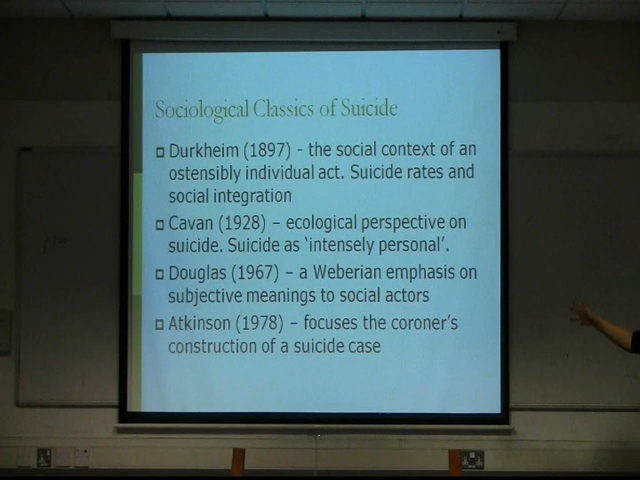 Sociological Classics of Suicide
Durkheim (1897) - the social context of an
ostensibly individual act. Suicide rates and
social integration
Cavan (1928) – ecological perspective on
suicide. Suicide as ‘intensely personal’.
Douglas (1967) – a Weberian emphasis on
subjective meanings to social actors
Atkinson (1978) – focuses the coroner’s
construction of a suicide case